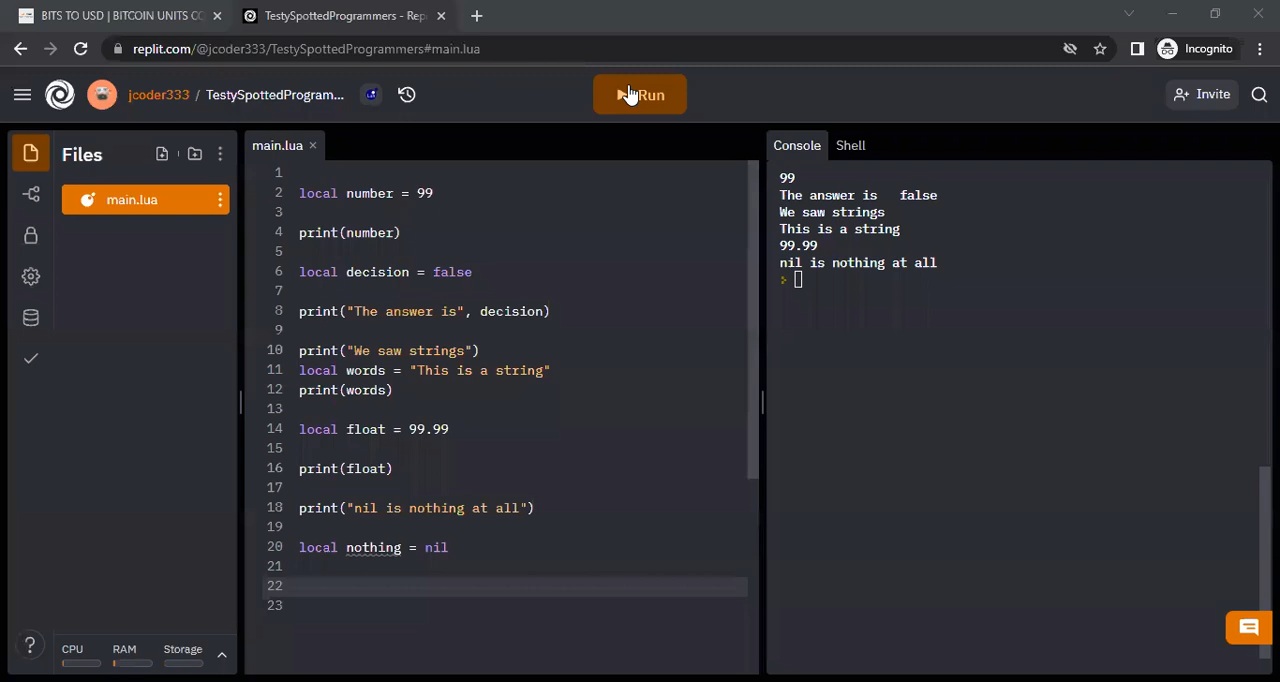 BITS TO USD | BITCOIN UNITS CO
TestySpottedProgrammers - Rep
replit.com/@jcoder333/TestySpottedProgrammers#main.lua
Incognito
jcoder333 / TestySpottedProgram...
Run
Invite
Files
main.lua
main.lua
Console
Shell
1
2 local number = 99
3
4 print(number)
5
6 local decision = false
7
8 print("The answer is", decision)
9
10 print("We saw strings")
11 local words = "This is a string"
12 print(words)
13
14 local float = 99.99
15
16 print(float)
17
18 print("nil is nothing at all")
19
20 local nothing = nil
21
22
23
99
The answer is   false
We saw strings
This is a string
99.99
nil is nothing at all
>
?
CPU
RAM
Storage